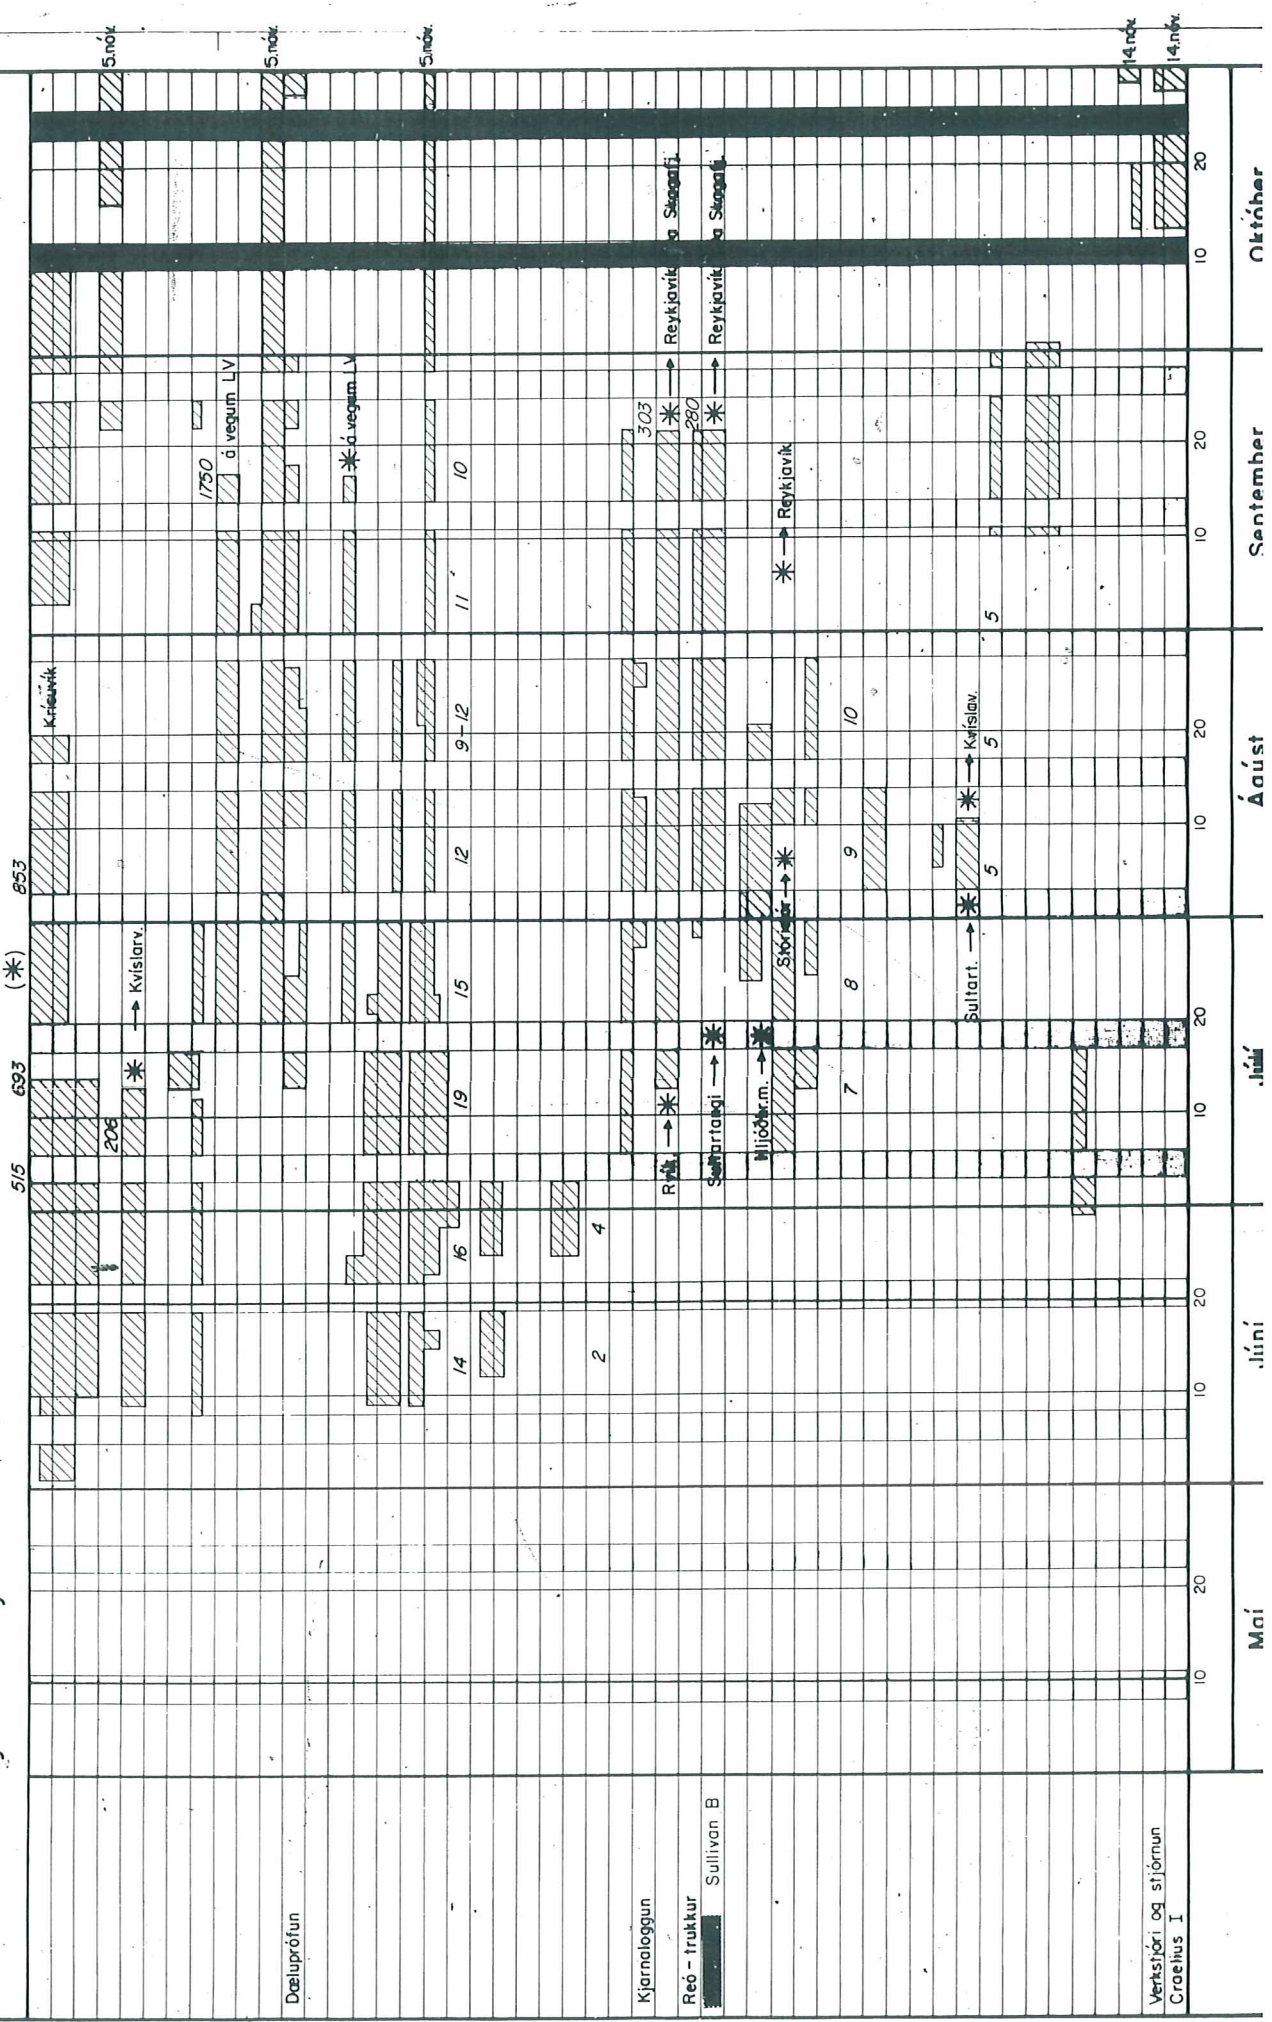 Dæluprófun
Kjarnaloggun
Reó - trukkur
Sullivan B
Verkstjóri og stjórnun
Craelius I
515
693
(*)
853
5.nóv.
5.nóv.
5.nóv.
14.nóv.
14.nóv.
Krísuvík
206
* → Kvíslarv.
1750
á vegum LV
* á vegum LV
14
16
19
15
12
9-12
11
10
2
4
303
Rvík. → *
* → Reykjavík
Skagafj.
280
Sultartangi → *
* → Reykjavík
Skagafj.
→ *
→ *
* → Reykjavík
7
8
9
10
Sultart. → *
* → Kvíslav.
5
5
5
10
20
10
20
10
20
10
20
10
20
10
20
Maí
Júní
Júlí
Ágúst
September
Október